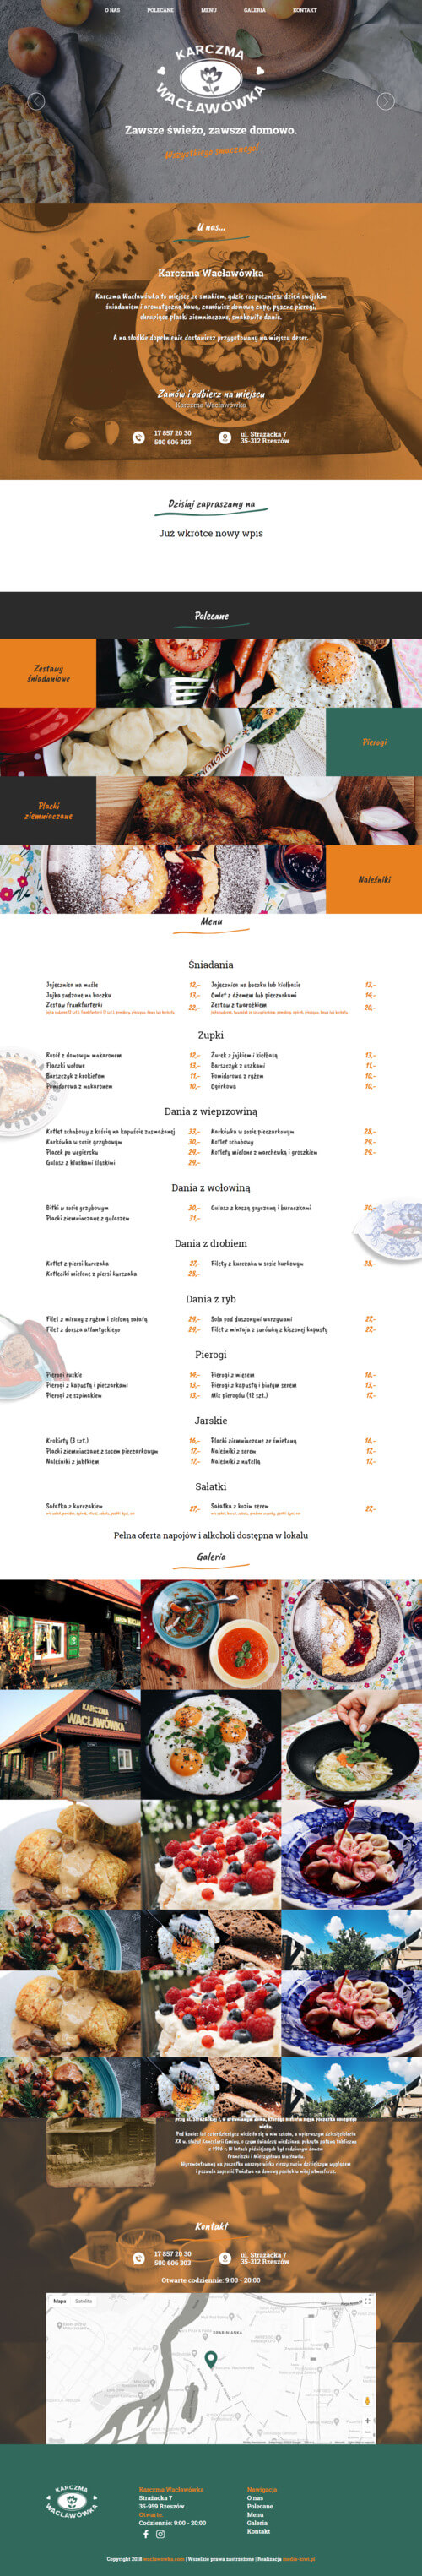 O NAS POLECANE MENU GALERIA KONTAKT
KARCZMA
WACŁAWÓWKA
Zawsze świeżo, zawsze domowo.
Wszystkiego smacznego!
U nas...
Karczma Wacławówka
Karczma Wacławówka to miejsce ze smakiem, gdzie rozpoczniesz dzień swojskim
śniadaniem i aromatyczną kawą, zamówisz domową zupę, pyszne pierogi,
chrupiące placki ziemniaczane, smakowite danie.
A na słodkie dopełnienie dostaniesz przygotowany na miejscu deser.
Zamów i odbierz na miejscu
Karczma Wacławówka
17 857 20 30
500 606 303
ul. Strażacka 7
35-312 Rzeszów
Dzisiaj zapraszamy na
Już wkrótce nowy wpis
Polecane
Zestawy
śniadaniowe
Pierogi
Placki
ziemniaczane
Naleśniki
Menu
Śniadania
Jajecznica na maśle 12,- Jajecznica na boczku lub kiełbasie 13,-
Jajka sadzone na boczku 13,- Omlet z dżemem lub pieczarkami 14,-
Zestaw frankfurterki 22,- Zestaw z twarożkiem 20,-
Zupki
Rosół z domowym makaronem 12,- Żurek z jajkiem i kiełbasą 13,-
Flaczki wołowe 13,- Barszczyk z uszkami 11,-
Barszczyk z krokietem 11,- Pomidorowa z ryżem 10,-
Pomidorowa z makaronem 10,- Ogórkowa 10,-
Dania z wieprzowiną
Kotlet schabowy z kością na kapuście zasmażanej 33,- Karkówka w sosie pieczarkowym 28,-
Karkówka w sosie grzybowym 30,- Kotlet schabowy 29,-
Placek po węgiersku 29,- Kotlety mielone z marchewką i groszkiem 29,-
Gulasz z kluskami śląskimi 29,-
Dania z wołowiną
Bitki w sosie grzybowym 30,- Gulasz z kaszą gryczaną i buraczkami 30,-
Placki ziemniaczane z gulaszem 31,-
Dania z drobiem
Kotlet z piersi kurczaka 27,- Filety z kurczaka w sosie kurkowym 28,-
Kotleciki mielone z piersi kurczaka 28,-
Dania z ryb
Filet z miruny z ryżem i zieloną sałatą 29,- Sola pod duszonymi warzywami 27,-
Filet z dorsza atlantyckiego 29,- Filet z mintaja z surówką z kiszonej kapusty 27,-
Pierogi
Pierogi ruskie 14,- Pierogi z mięsem 16,-
Pierogi z kapustą i pieczarkami 13,- Pierogi z kapustą i białym serem 13,-
Pierogi ze szpinakiem 13,- Mix pierogów (12 szt.) 17,-
Jarskie
Krokiety (3 szt.) 16,- Placki ziemniaczane ze śmietaną 16,-
Placki ziemniaczane z sosem pieczarkowym 17,- Naleśniki z serem 17,-
Naleśniki z jabłkiem 17,- Naleśniki z nutellą 17,-
Sałatki
Sałatka z kurczakiem 27,- Sałatka z kozim serem 27,-
Pełna oferta napojów i alkoholi dostępna w lokalu
Galeria
KARCZMA
WACŁAWÓWKA
Kontakt
17 857 20 30
500 606 303
ul. Strażacka 7
35-312 Rzeszów
Otwarte codziennie: 9:00 - 20:00
Mapa Satelita
KARCZMA
WACŁAWÓWKA
Karczma Wacławówka
Strażacka 7
35-959 Rzeszów
Otwarte:
Codziennie: 9:00 - 20:00
Nawigacja
O nas
Polecane
Menu
Galeria
Kontakt
Copyright 2018 waclawowka.com | Wszelkie prawa zastrzeżone | Realizacja media-kiwi.pl